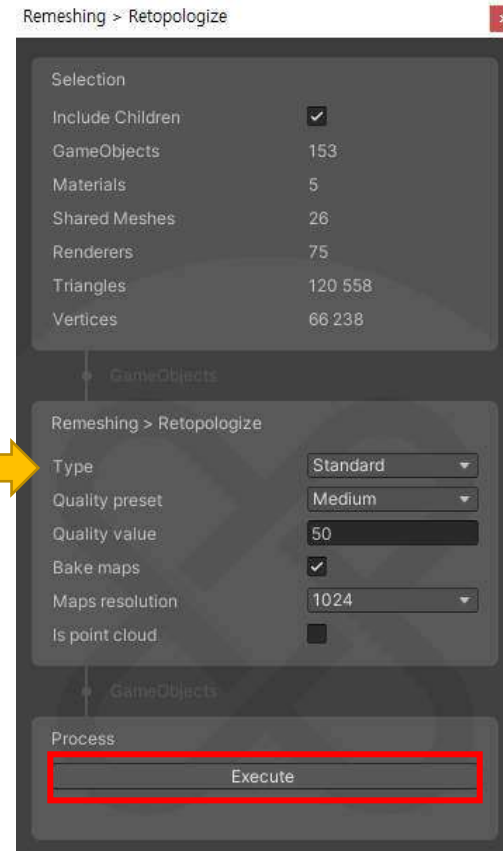 Remeshing > Retopologize
Selection
Include Children
GameObjects 153
Materials 5
Shared Meshes 26
Renderers 75
Triangles 120 558
Vertices 66 238
GameObjects
Remeshing > Retopologize
Type Standard
Quality preset Medium
Quality value 50
Bake maps
Maps resolution 1024
Is point cloud
GameObjects
Process
Execute